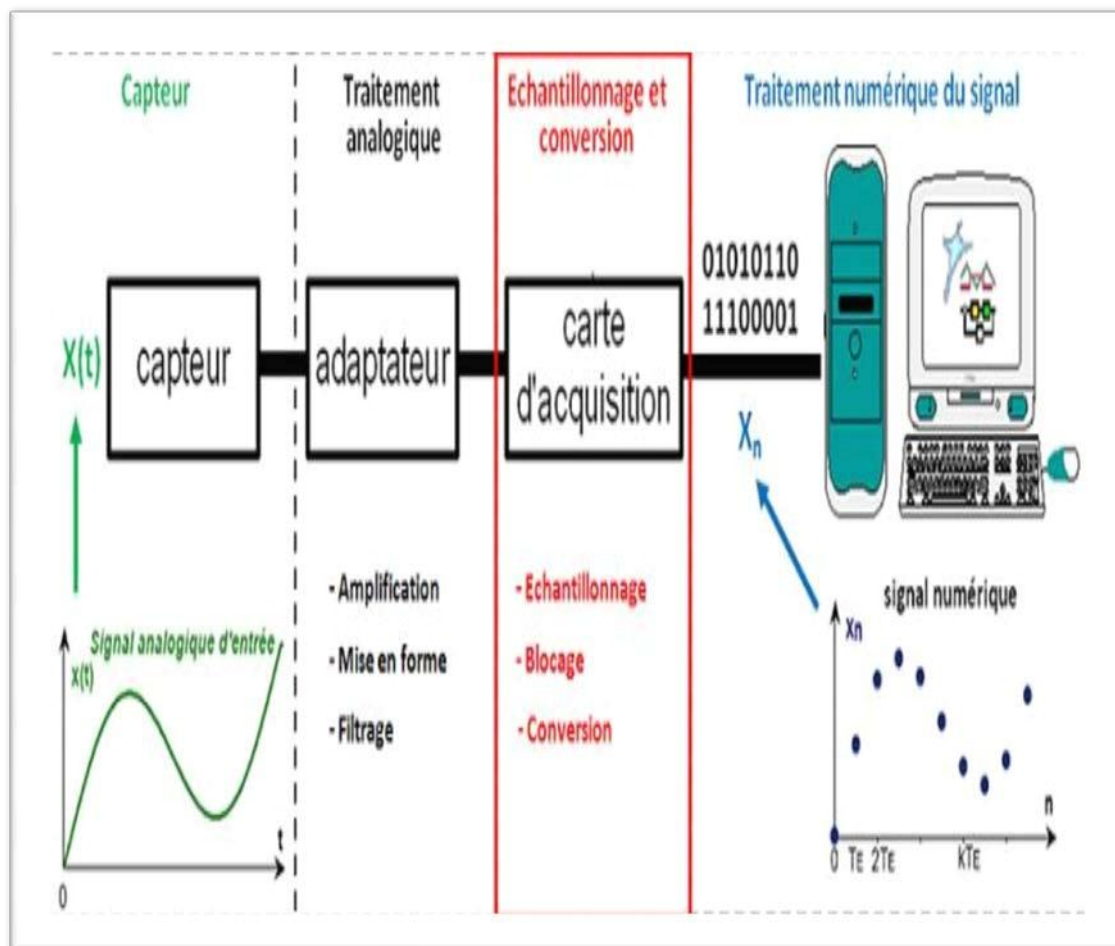 Capteur
Traitement
analogique
Echantillonnage et
conversion
Traitement numérique du signal
X(t)
capteur
adaptateur
carte
d'acquisition
01010110
11100001
Xn
- Amplification
- Mise en forme
- Filtrage
- Echantillonnage
- Blocage
- Conversion
Signal analogique d'entrée
x(t)
t
0
signal numérique
Xn
n
0 TE 2TE kTE